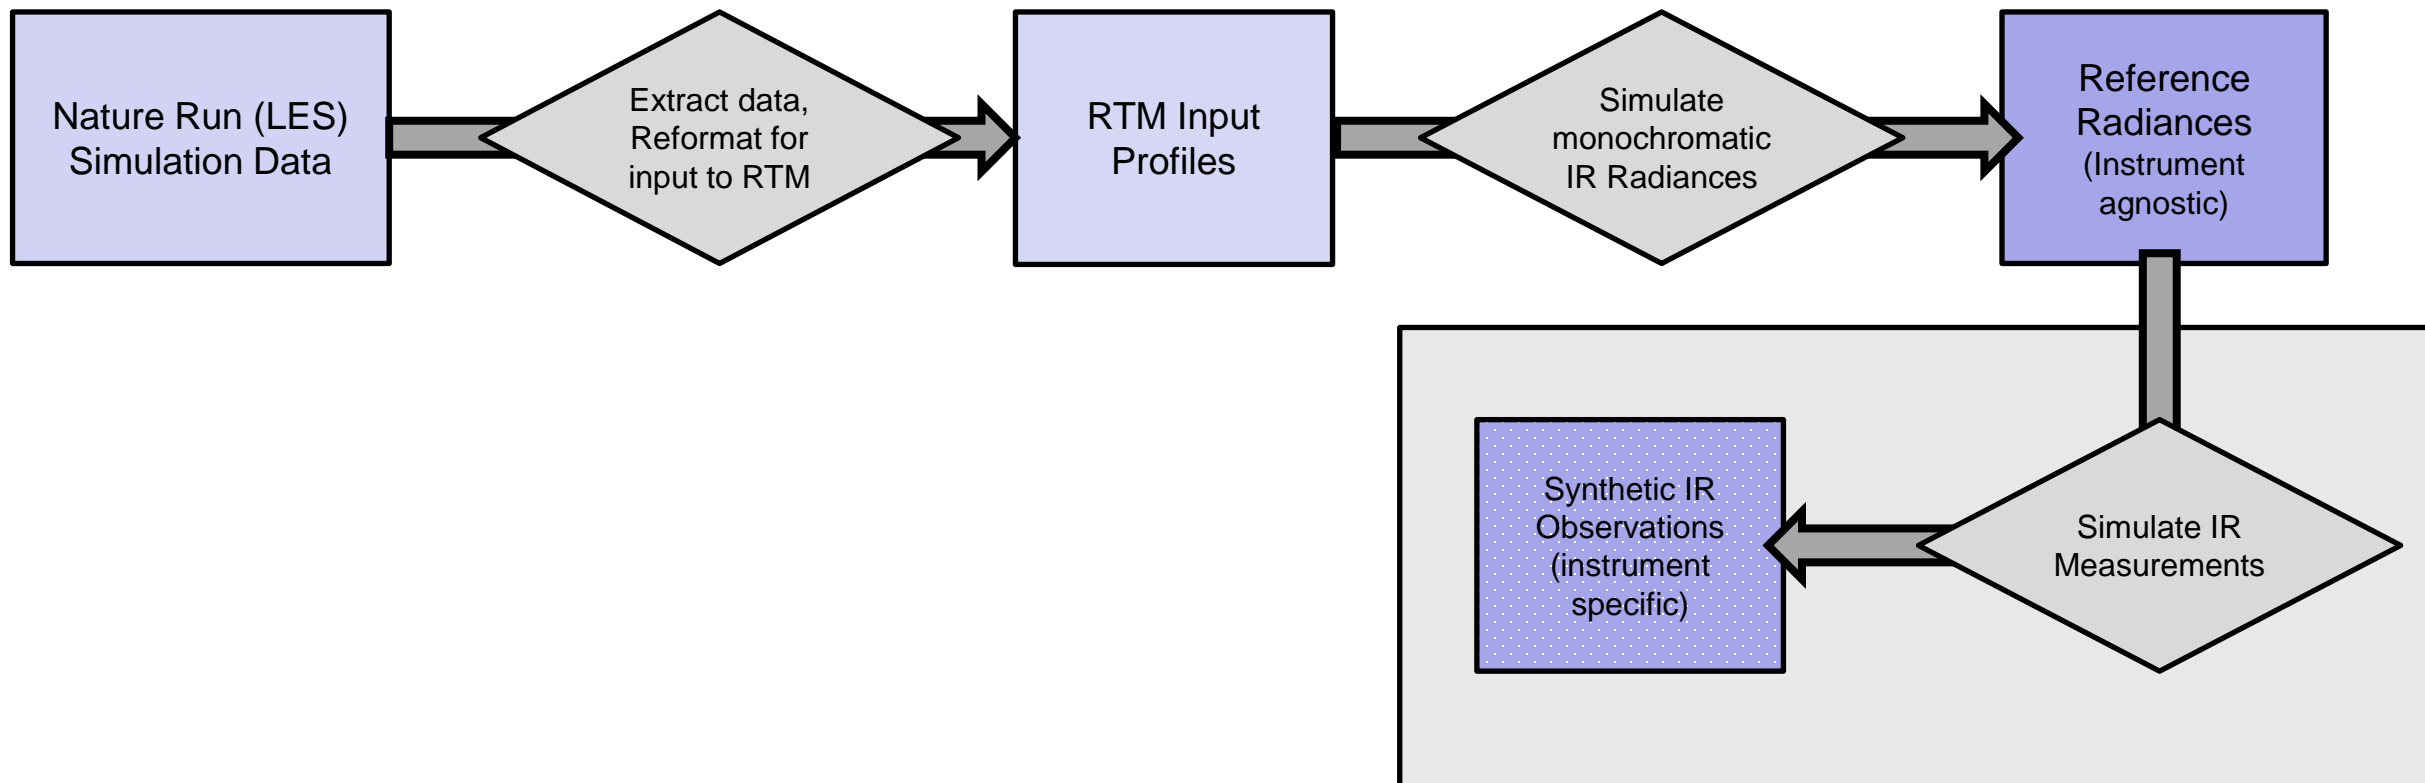 Nature Run (LES)
Simulation Data
Extract data,
Reformat for
input to RTM
RTM Input
Profiles
Simulate
monochromatic
IR Radiances
Reference
Radiances
(Instrument
agnostic)
Synthetic IR
Observations
(instrument
specific)
Simulate IR
Measurements